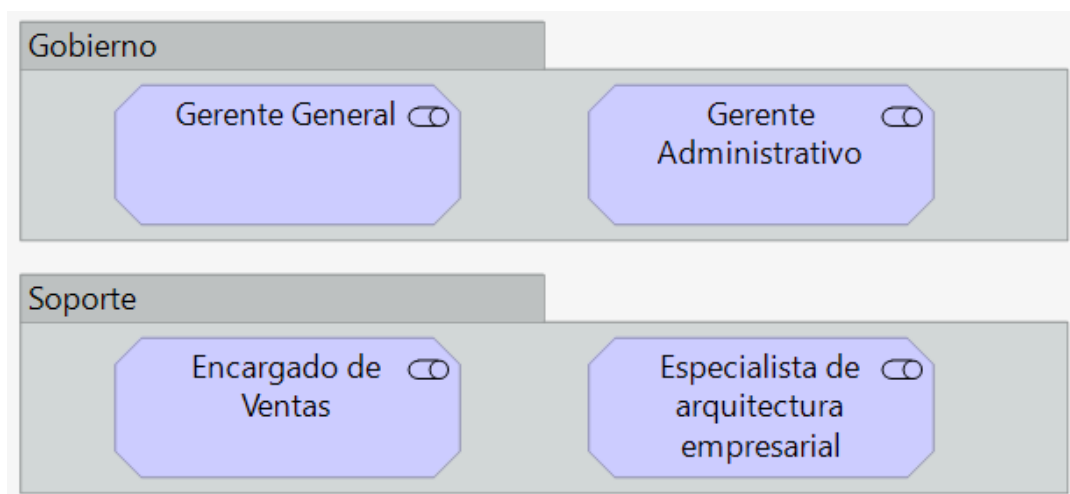 Gobierno
Gerente General
Gerente
Administrativo
Soporte
Encargado de
Ventas
Especialista de
arquitectura
empresarial